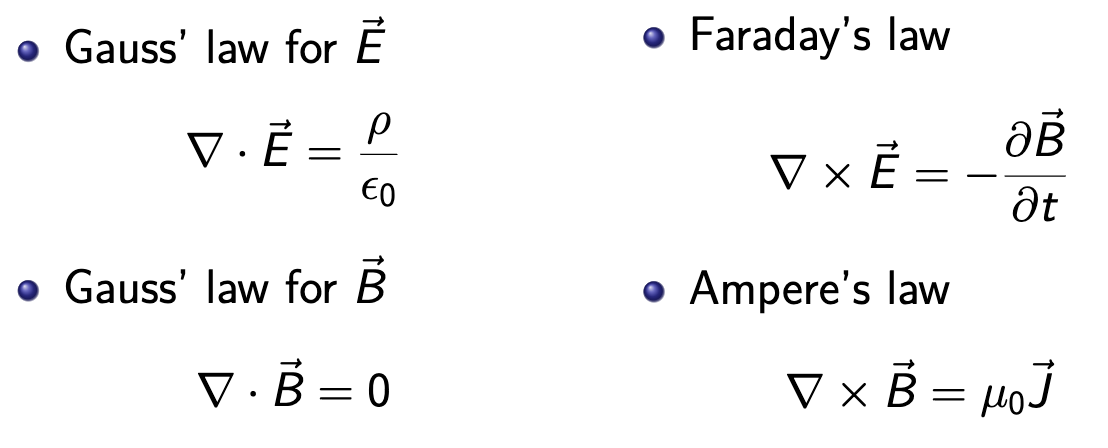 • Gauss' law for $\vec{E}$
$\nabla \cdot \vec{E} = \frac{\rho}{\epsilon_0}$
• Gauss' law for $\vec{B}$
$\nabla \cdot \vec{B} = 0$
• Faraday's law
$\nabla \times \vec{E} = -\frac{\partial \vec{B}}{\partial t}$
• Ampere's law
$\nabla \times \vec{B} = \mu_0 \vec{J}$